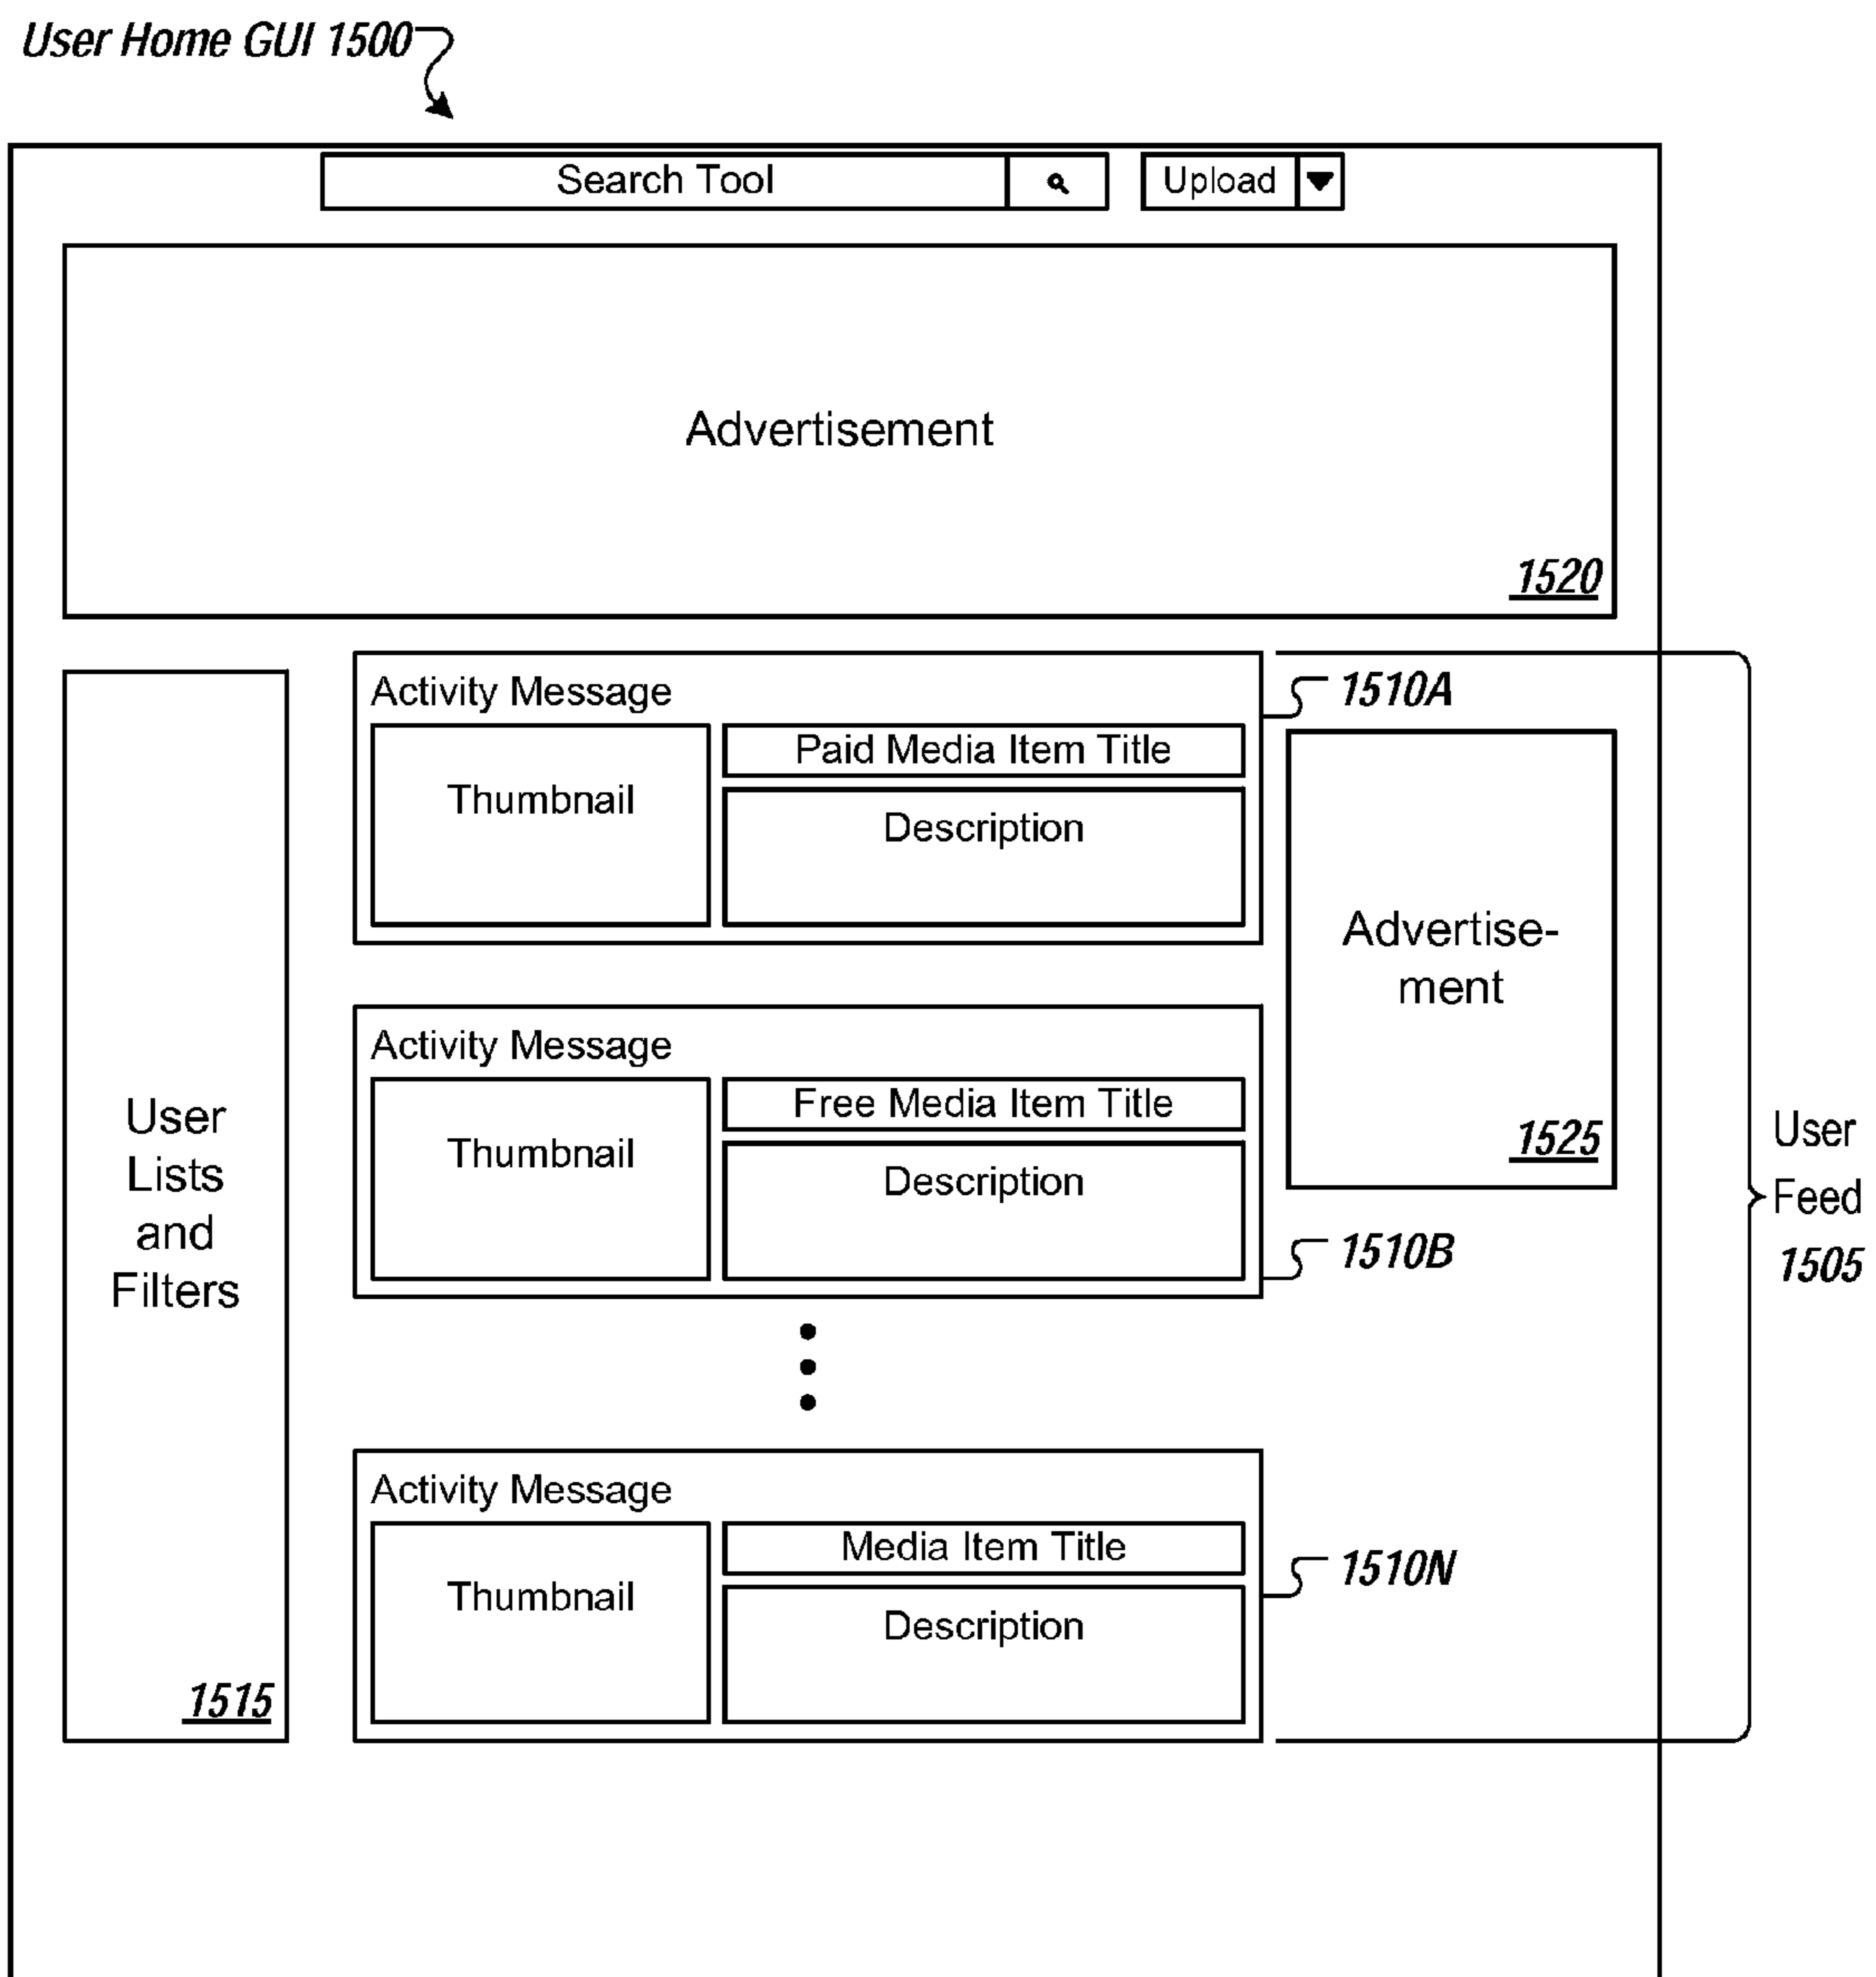 User Home GUI 1500
Search Tool
Upload
Advertisement
1520
Activity Message
1510A
Paid Media Item Title
Thumbnail
Description
Advertise-
ment
1525
Activity Message
Free Media Item Title
Thumbnail
Description
1510B
User
Lists
and
Filters
1515
User
Feed
1505
Activity Message
Media Item Title
Thumbnail
Description
1510N